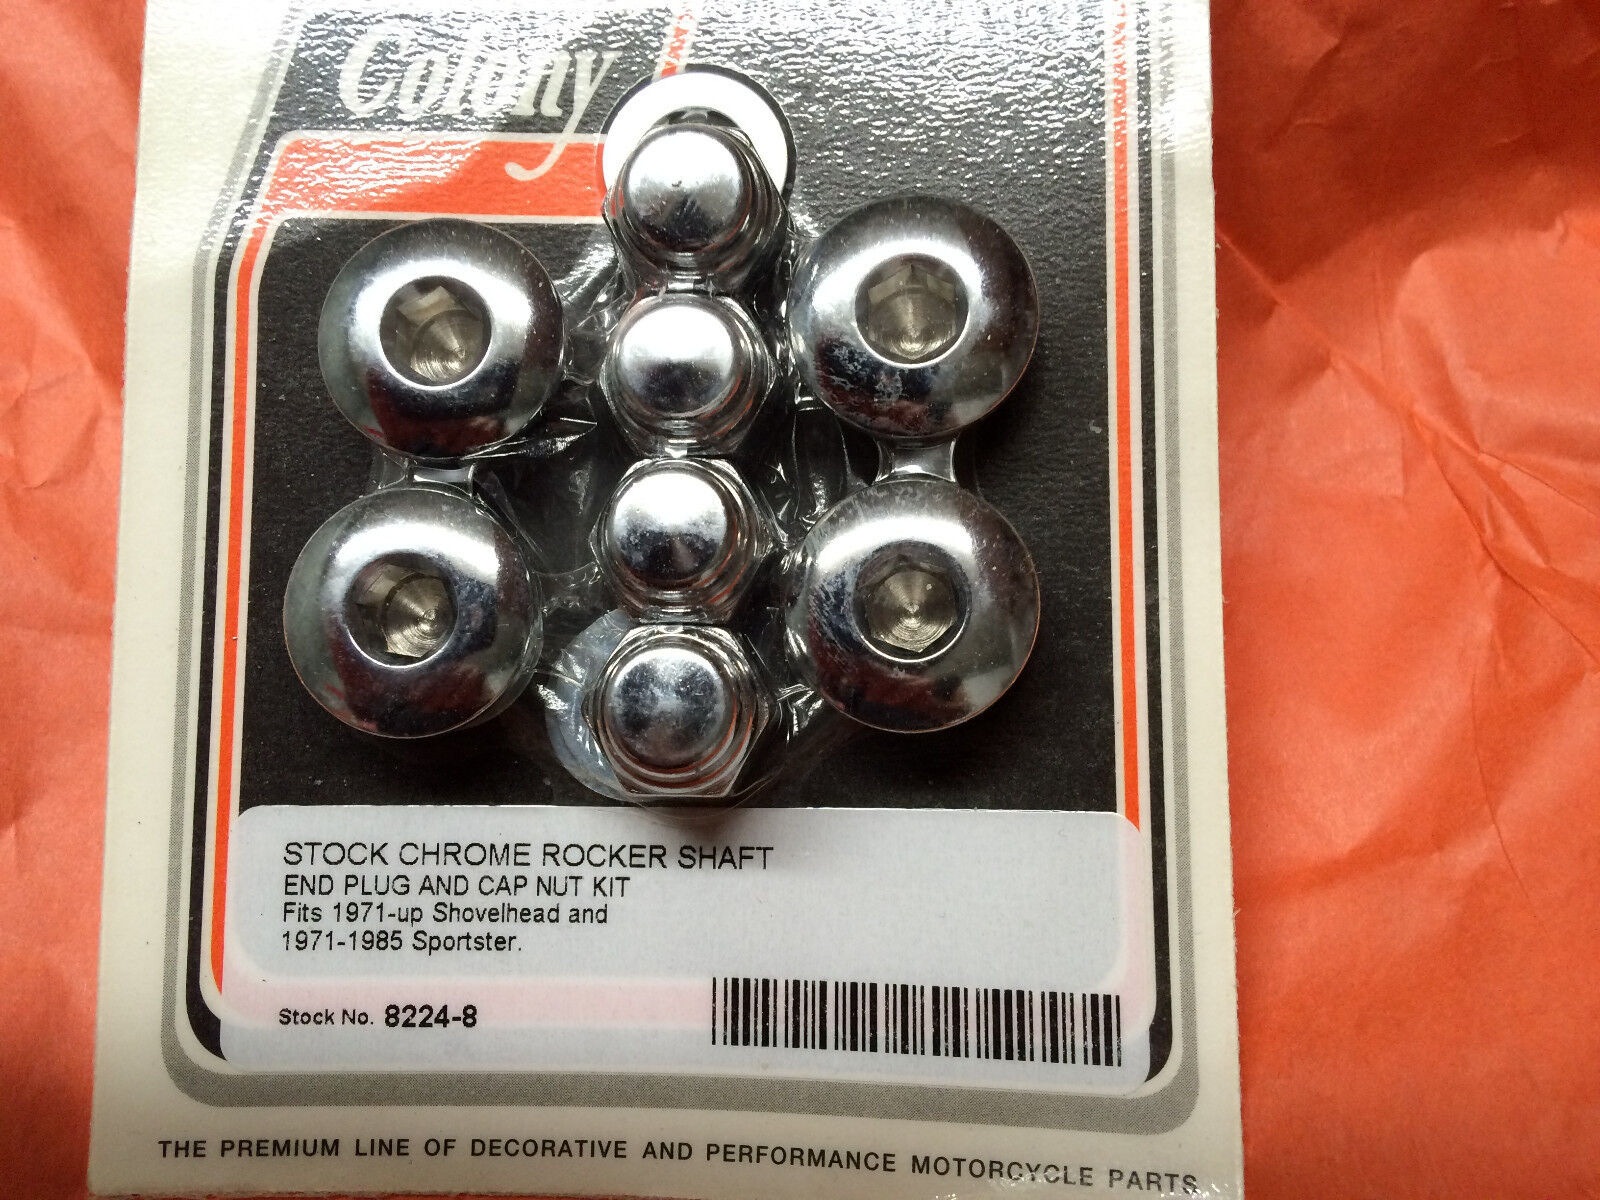 Colony
STOCK CHROME ROCKER SHAFT
END PLUG AND CAP NUT KIT
Fits 1971-up Shovelhead and
1971-1985 Sportster.
Stock No. 8224-8
THE PREMIUM LINE OF DECORATIVE AND PERFORMANCE MOTORCYCLE PARTS